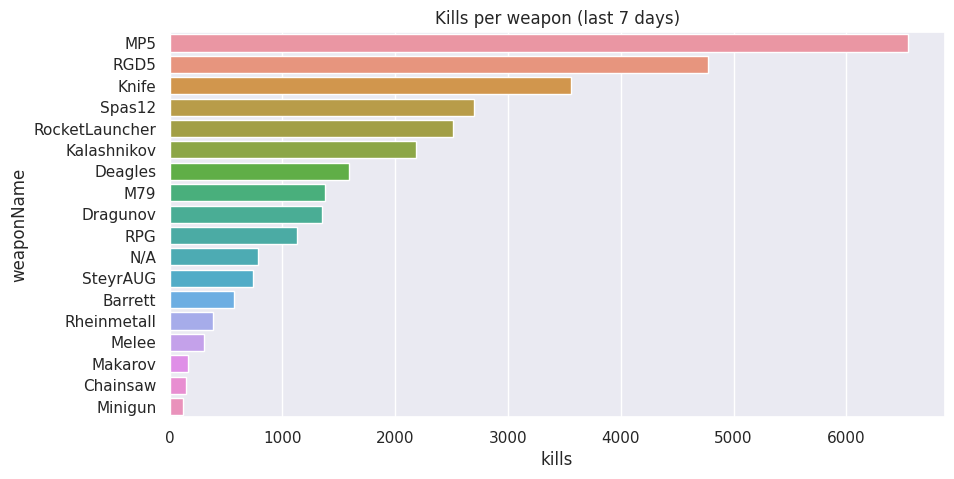 Kills per weapon (last 7 days)
weaponName
MP5
RGD5
Knife
Spas12
RocketLauncher
Kalashnikov
Deagles
M79
Dragunov
RPG
N/A
SteyrAUG
Barrett
Rheinmetall
Melee
Makarov
Chainsaw
Minigun
0 1000 2000 3000 4000 5000 6000
kills